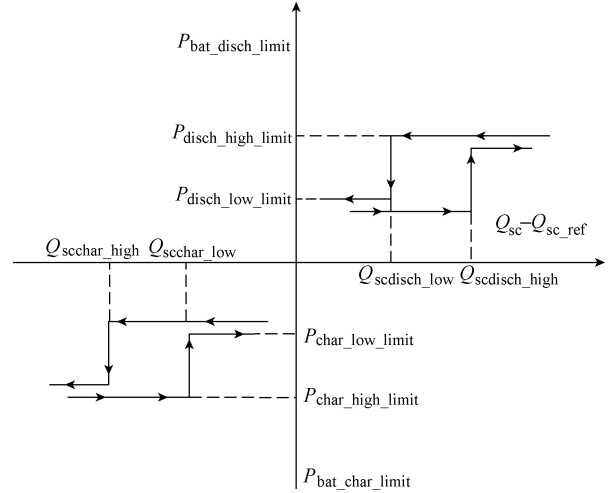 P_bat_disch_limit
P_disch_high_limit
P_disch_low_limit
Q_sc–Q_sc_ref
Q_scchar_high Q_scchar_low
Q_scdisch_low Q_scdisch_high
P_char_low_limit
P_char_high_limit
P_bat_char_limit